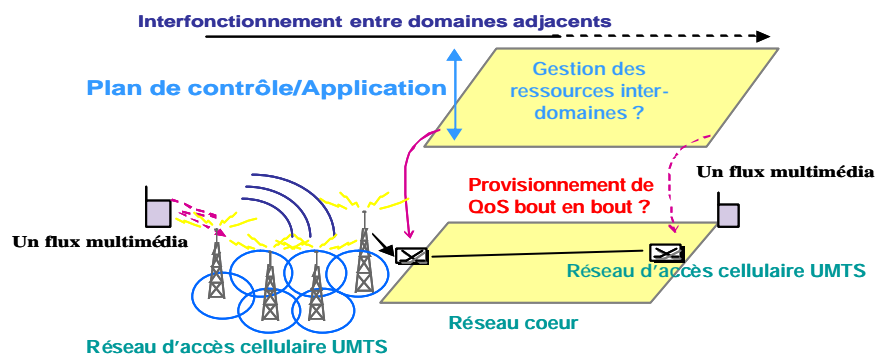 Interfonctionnement entre domaines adjacents
Plan de contrôle/Application
Gestion des
ressources inter-
domaines ?
Provisionnement de
QoS bout en bout ?
Un flux multimédia
Un flux multimédia
Réseau d'accès cellulaire UMTS
Réseau coeur
Réseau d'accès cellulaire UMTS